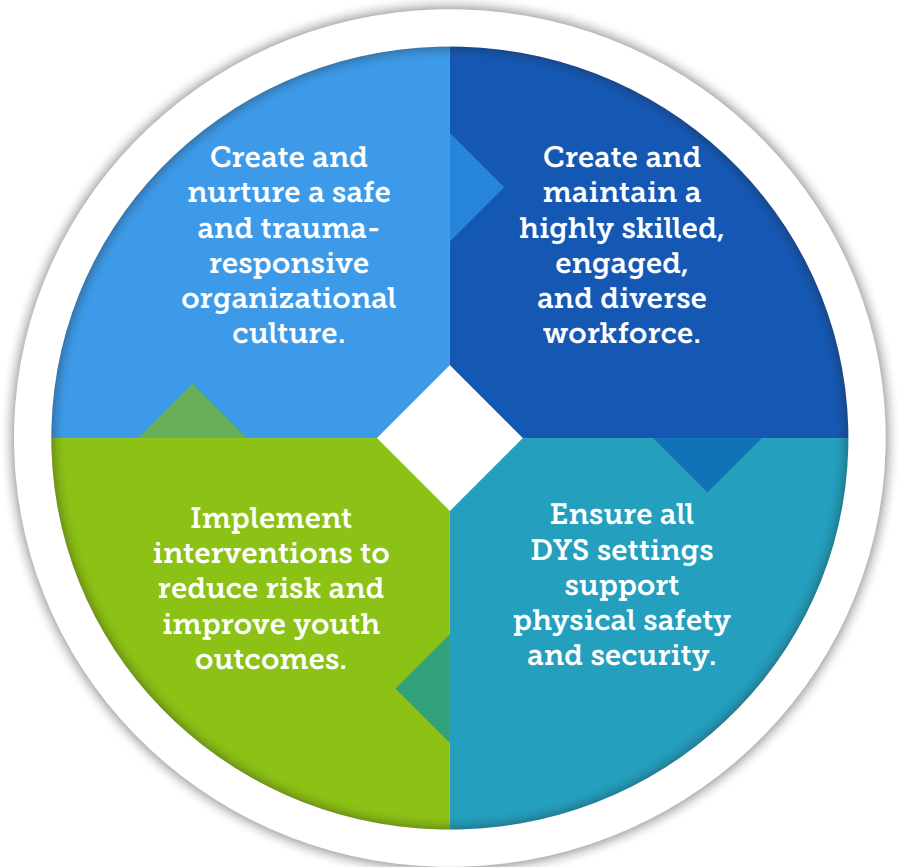 Create and
nurture a safe
and trauma-
responsive
organizational
culture.
Create and
maintain a
highly skilled,
engaged,
and diverse
workforce.
Implement
interventions to
reduce risk and
improve youth
outcomes.
Ensure all
DYS settings
support
physical safety
and security.